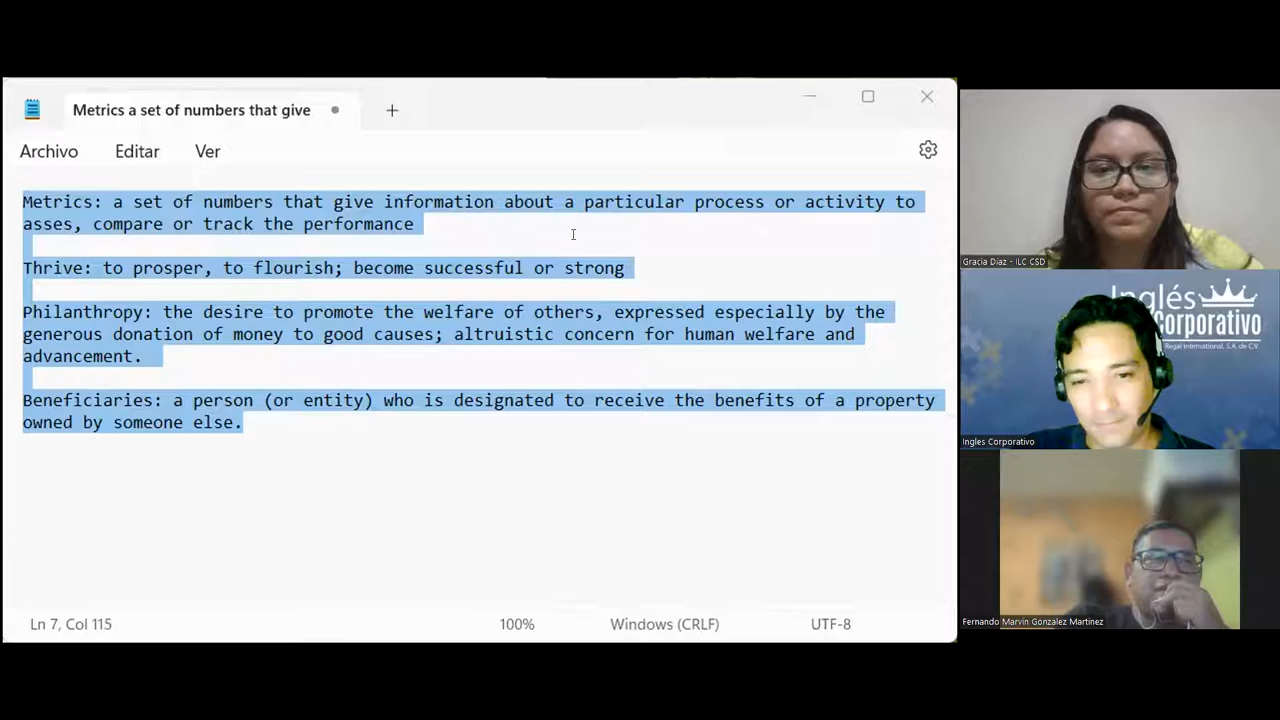 Metrics a set of numbers that give
Archivo Editar Ver
Metrics: a set of numbers that give information about a particular process or activity to
asses, compare or track the performance
Thrive: to prosper, to flourish; become successful or strong
Philanthropy: the desire to promote the welfare of others, expressed especially by the
generous donation of money to good causes; altruistic concern for human welfare and
advancement.
Beneficiaries: a person (or entity) who is designated to receive the benefits of a property
owned by someone else.
Ln 7, Col 115 100% Windows (CRLF) UTF-8
Gracia Diaz - ILC CSD
Inglés
Corporativo
Regal International, S.A. de C.V.
Ingles Corporativo
Fernando Marvin Gonzalez Martinez